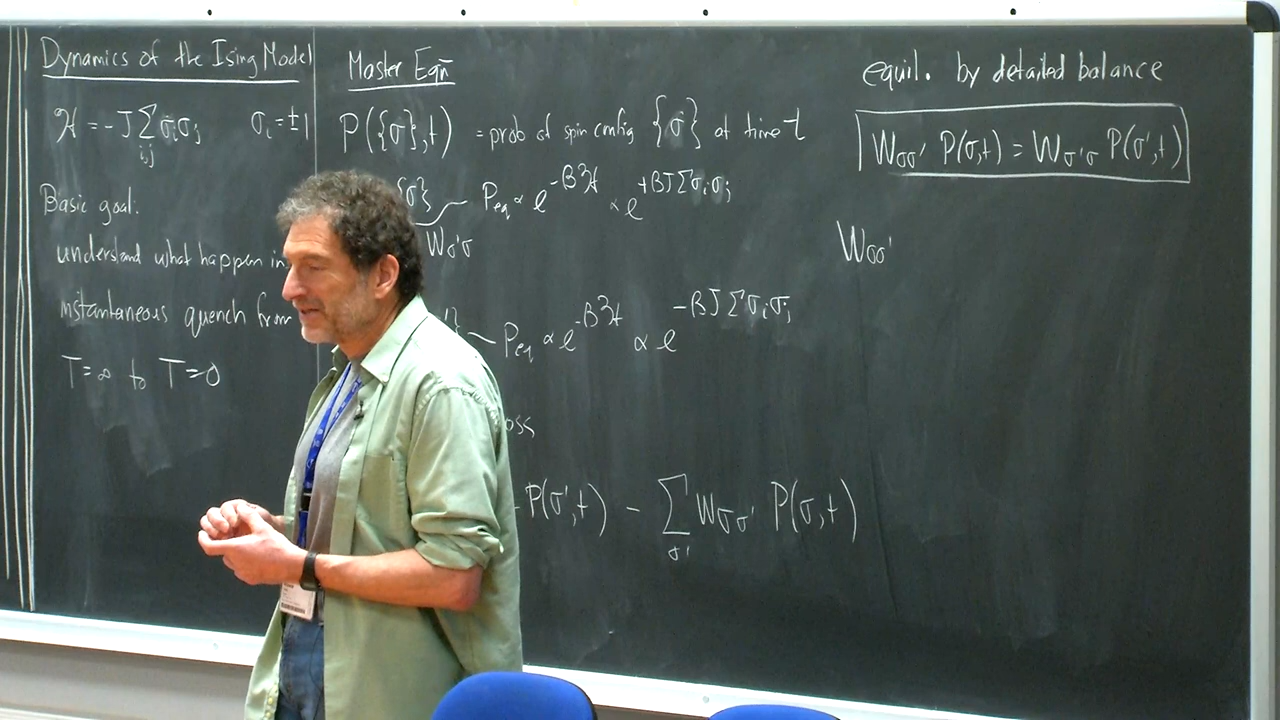 Dynamics of the Ising Model
ℋ = -J Σ σᵢσⱼ   σᵢ = ±1
i,j
Basic goal:
understand what happen in
instantaneous quench from
T=∞ to T=0
Master Eqn
P({σ},t) = prob of spin config {σ} at time t
σ} Peq ∝ e^{-βℋ} ∝ e^{+βJΣσᵢσⱼ}
Wσ'σ
'} Peq ∝ e^{-βℋ} ∝ e^{-βJΣσᵢσⱼ}
oss
P(σ',t) - Σ Wσσ' P(σ,t)
σ'
equil. by detailed balance
Wσσ' P(σ,t) = Wσ'σ P(σ',t)
Wσσ'